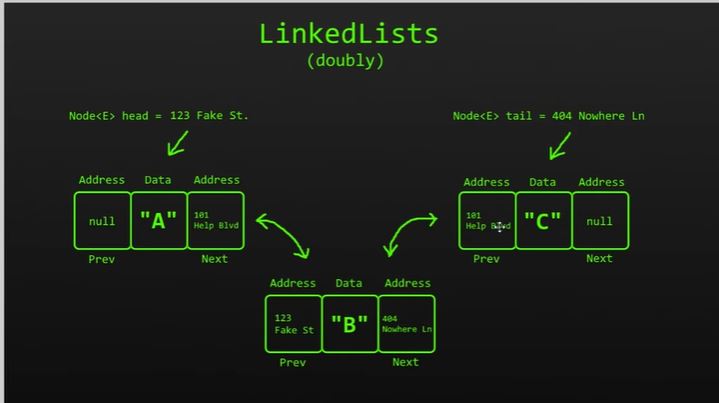 LinkedLists
(doubly)
Node<E> head = 123 Fake St.
Node<E> tail = 404 Nowhere Ln
Address Data Address
null "A" 101
Help Blvd
Prev Next
Address Data Address
101
Help Blvd "C" null
Prev Next
Address Data Address
123
Fake St "B" 404
Nowhere Ln
Prev Next